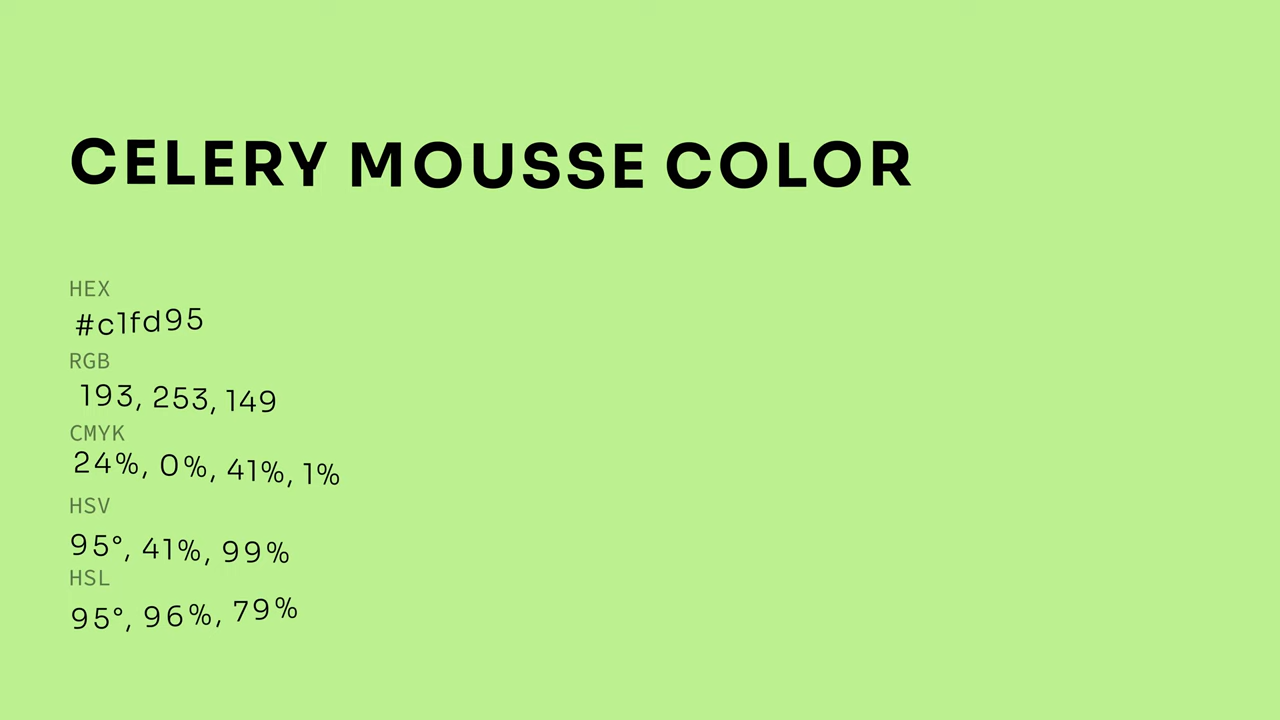 CELERY MOUSSE COLOR
HEX
#c1fd95
RGB
193, 253, 149
CMYK
24%, 0%, 41%, 1%
HSV
95°, 41%, 99%
HSL
95°, 96%, 79%